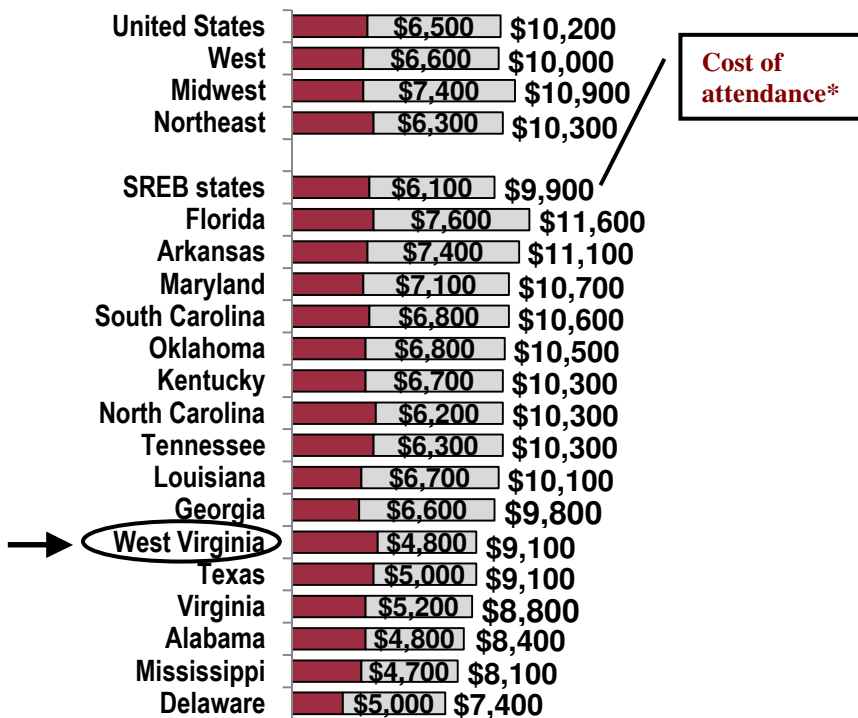 United States $6,500 $10,200
West $6,600 $10,000
Midwest $7,400 $10,900
Northeast $6,300 $10,300
Cost of
attendance*
SREB states $6,100 $9,900
Florida $7,600 $11,600
Arkansas $7,400 $11,100
Maryland $7,100 $10,700
South Carolina $6,800 $10,600
Oklahoma $6,800 $10,500
Kentucky $6,700 $10,300
North Carolina $6,200 $10,300
Tennessee $6,300 $10,300
Louisiana $6,700 $10,100
Georgia $6,600 $9,800
West Virginia $4,800 $9,100
Texas $5,000 $9,100
Virginia $5,200 $8,800
Alabama $4,800 $8,400
Mississippi $4,700 $8,100
Delaware $5,000 $7,400